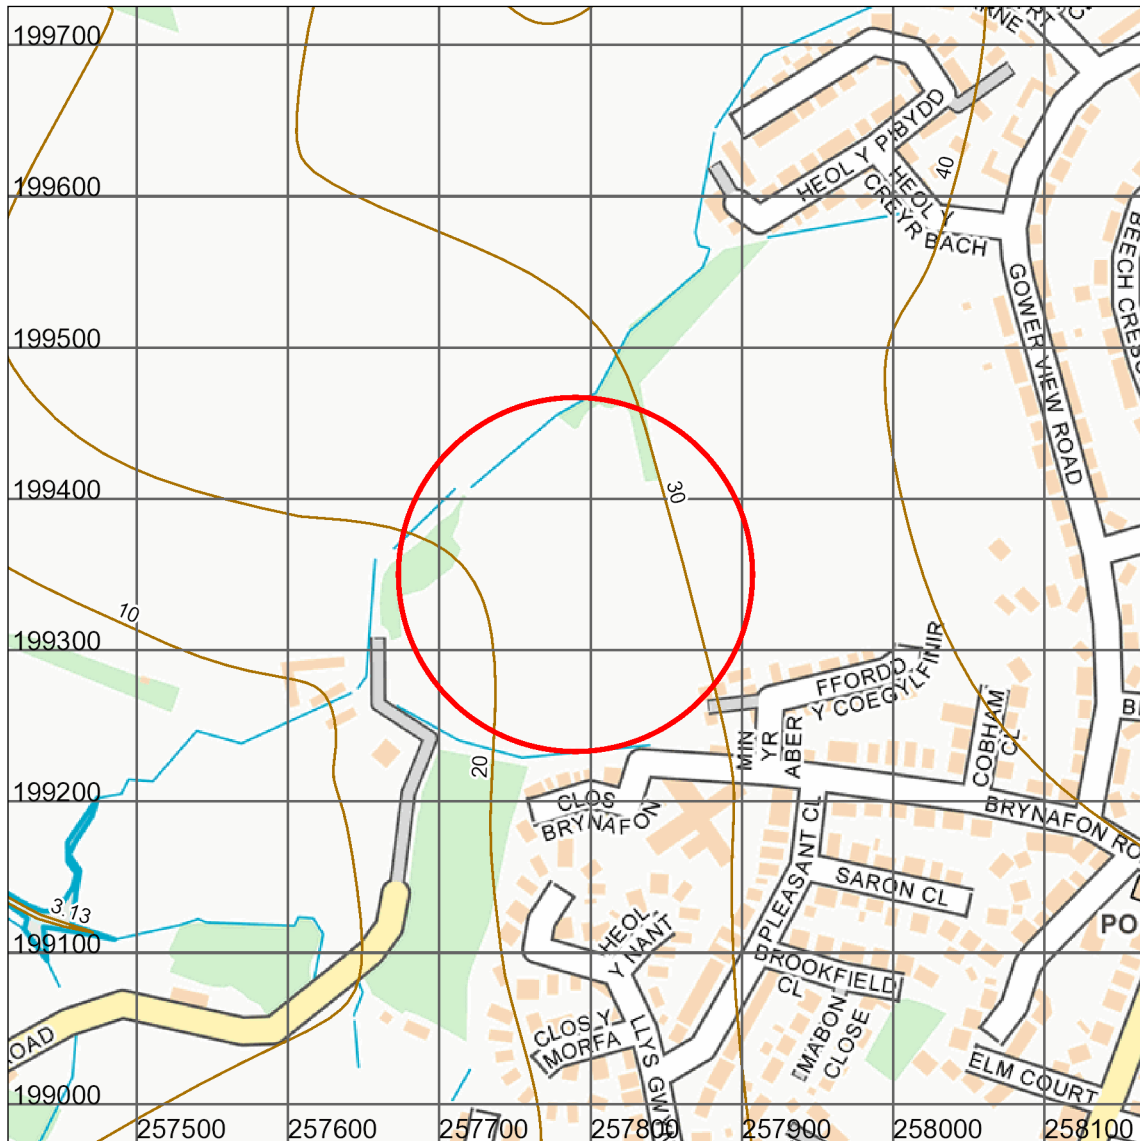 199700
199600
199500
199400
199300
199200
199100
199000
257500
257600
257700
257800
257900
258000
258100
HEOL Y PIBYDD
HEOL Y
CREYR BACH
40
GOWER VIEW ROAD
BEECH CRESC
30
10
20
3.13
FFORDD
Y COEGYLFINIR
MIN
YR
ABER
COBHAM
CL
CLOS
BRYNAFON
BRYNAFON RO
PLEASANT CL
SARON CL
HEOL
Y NANT
BROOKFIELD
CL
MABON
CLOSE
CLOS Y
MORFA
LLYS GWY
ELM COURT
ROAD
PO